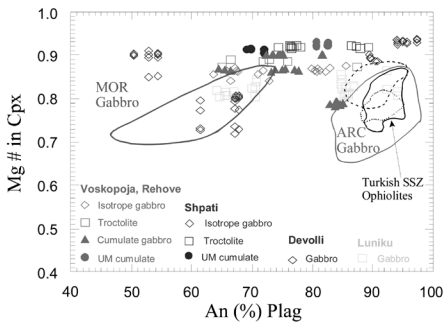 Mg # in Cpx
1.0
0.9
0.8
0.7
0.6
0.5
0.4
MOR
Gabbro
ARC
Gabbro
Turkish SSZ
Ophiolites
Voskopoja, Rehove
Isotrope gabbro
Troctolite
Cumulate gabbro
UM cumulate
Shpati
Isotrope gabbro
Troctolite
UM cumulate
Devolli
Gabbro
Luniku
Gabbro
40 50 60 70 80 90 100
An (%) Plag